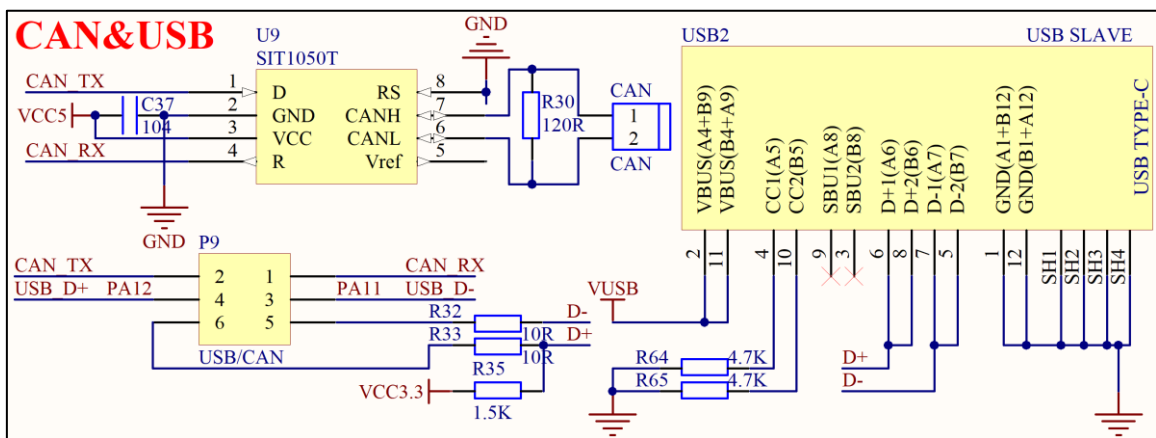 CAN&USB
U9
SIT1050T
CAN_TX
1
D
RS
8
GND
C37
2
GND
CANH
7
R30
CAN
1
VCC5
104
3
VCC
CANL
6
120R
2
CAN_RX
4
R
Vref
5
CAN
GND
P9
CAN_TX
2
1
CAN_RX
USB_D+
PA12
4
3
PA11
USB_D-
6
5
R32
10R
D-
R33
10R
D+
USB/CAN
R35
VCC3.3
1.5K
USB2
USB SLAVE
USB TYPE-C
VBUS(A4+B9)
VBUS(B4+A9)
CC1(A5)
CC2(B5)
SBU1(A8)
SBU2(B8)
D+1(A6)
D+2(B6)
D-1(A7)
D-2(B7)
GND(A1+B12)
GND(B1+A12)
2
11
4
10
9
3
6
8
7
5
1
12
SH1
SH2
SH3
SH4
VUSB
R64
4.7K
D+
R65
4.7K
D-